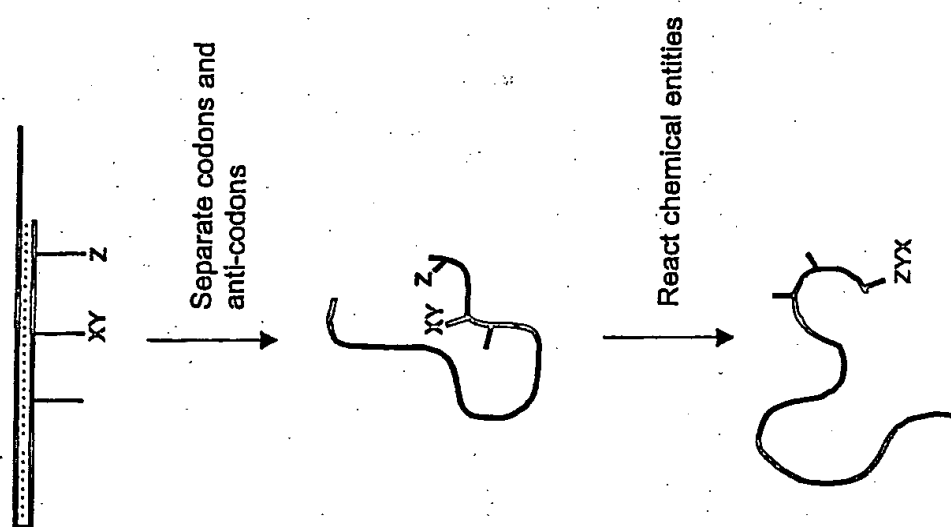 XY
Z
Separate codons and
anti-codons
XY
Z
React chemical entities
ZYX